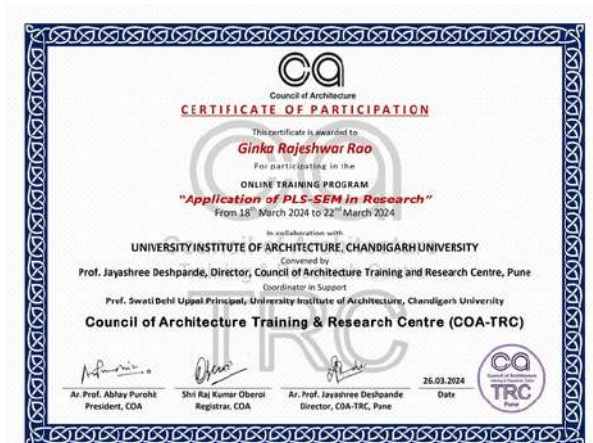 Council of Architecture
CERTIFICATE OF PARTICIPATION
This certificate is awarded to
Ginka Rajeshwar Rao
For participating in the
ONLINE TRAINING PROGRAM
"Application of PLS-SEM in Research"
From 18th March 2024 to 22nd March 2024
In collaboration with
UNIVERSITY INSTITUTE OF ARCHITECTURE, CHANDIGARH UNIVERSITY
Convened by
Prof. Jayashree Deshpande, Director, Council of Architecture Training and Research Centre, Pune
Coordinator in Support
Prof. Swati Behl Uppal Principal, University Institute of Architecture, Chandigarh University
Council of Architecture Training & Research Centre (COA-TRC)
Ar. Prof. Abhay Purohit
President, COA
Shri Raj Kumar Oberoi
Registrar, COA
Ar. Prof. Jayashree Deshpande
Director, COA-TRC, Pune
26.03.2024
Date
Council of Architecture
TRC
Pune
TRC